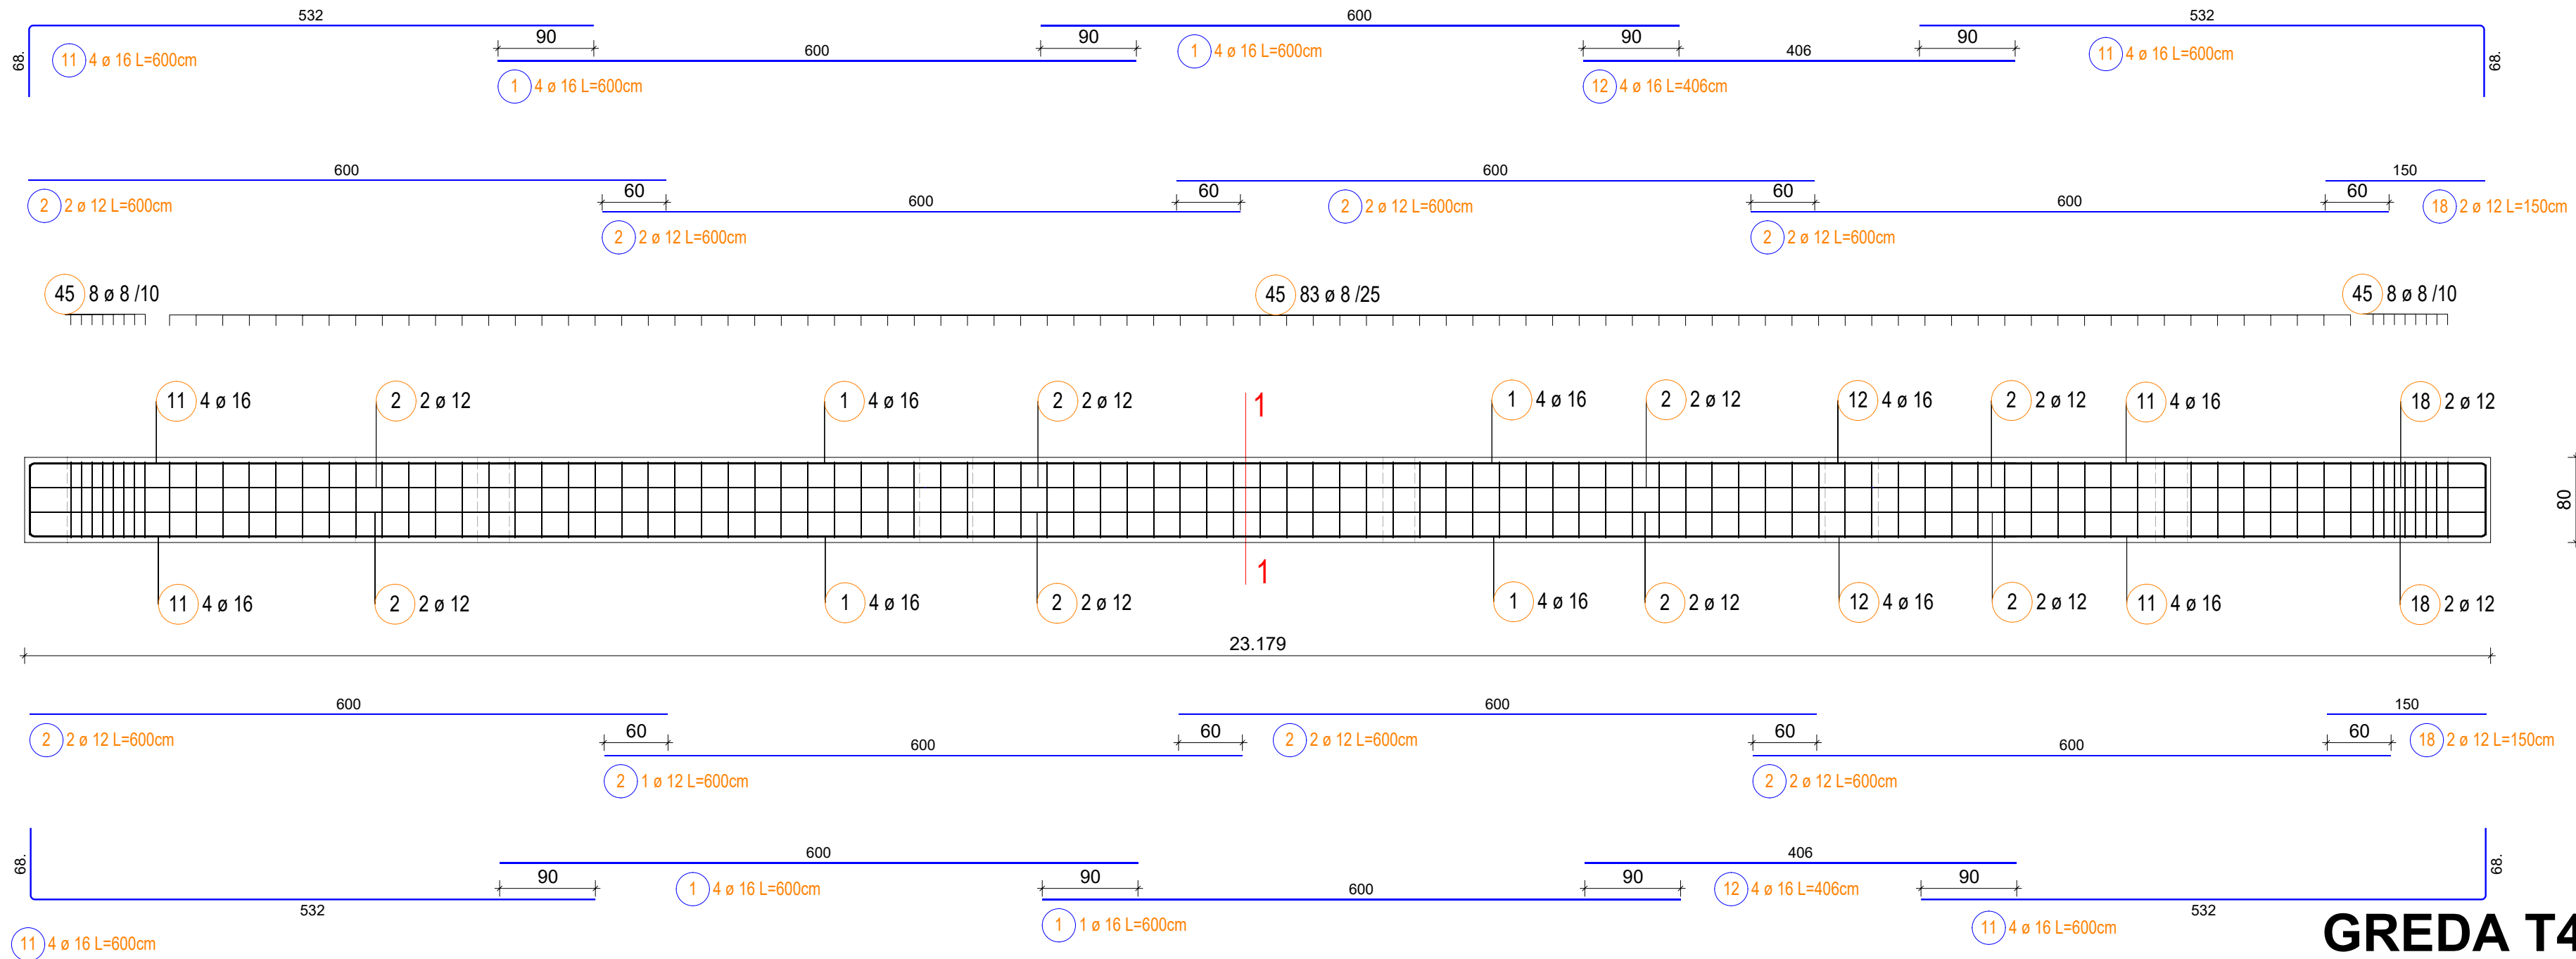 532 600 532
90 90 90 90
68. 11 4 ø 16 L=600cm 600 1 4 ø 16 L=600cm 406 11 4 ø 16 L=600cm 68.
1 4 ø 16 L=600cm 12 4 ø 16 L=406cm
600 600 150
60 60 60 60
2 2 ø 12 L=600cm 600 2 2 ø 12 L=600cm 600 18 2 ø 12 L=150cm
2 2 ø 12 L=600cm 2 2 ø 12 L=600cm
45 8 ø 8 /10 45 83 ø 8 /25 45 8 ø 8 /10
11 4 ø 16 2 2 ø 12 1 4 ø 16 2 2 ø 12 1 1 4 ø 16 2 2 ø 12 12 4 ø 16 2 2 ø 12 11 4 ø 16 18 2 ø 12
80
1
11 4 ø 16 2 2 ø 12 1 4 ø 16 2 2 ø 12 1 4 ø 16 2 2 ø 12 12 4 ø 16 2 2 ø 12 11 4 ø 16 18 2 ø 12
23.179
600 600 150
60 60 60 60
2 2 ø 12 L=600cm 600 2 2 ø 12 L=600cm 600 18 2 ø 12 L=150cm
2 1 ø 12 L=600cm 2 2 ø 12 L=600cm
68. 600 406 68.
90 90 90 90
1 4 ø 16 L=600cm 600 12 4 ø 16 L=406cm
532 532
1 1 ø 16 L=600cm 11 4 ø 16 L=600cm
11 4 ø 16 L=600cm
GREDA T4